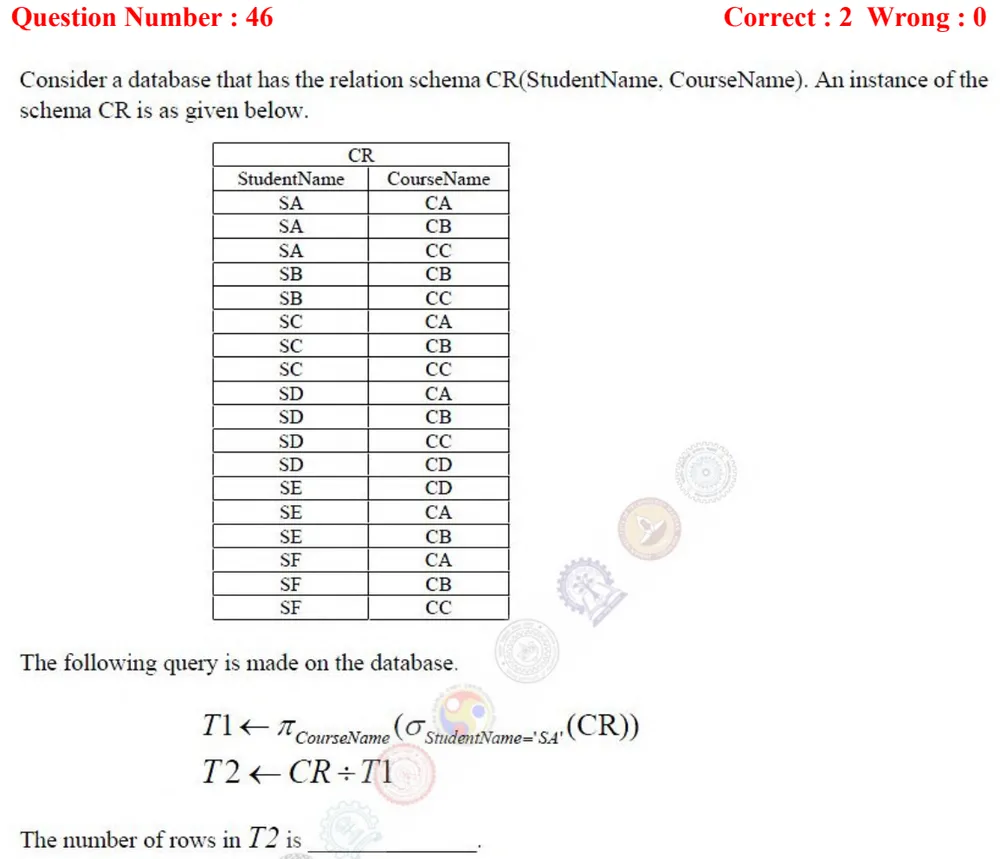 Question Number : 46 Correct : 2 Wrong : 0
Consider a database that has the relation schema CR(StudentName, CourseName). An instance of the
schema CR is as given below.
CR
StudentName CourseName
SA CA
SA CB
SA CC
SB CB
SB CC
SC CA
SC CB
SC CC
SD CA
SD CB
SD CC
SD CD
SE CD
SE CA
SE CB
SF CA
SF CB
SF CC
The following query is made on the database.
T1 ← π CourseName (σ StudentName='SA' (CR))
T2 ← CR ÷ T1
The number of rows in T2 is ________________.